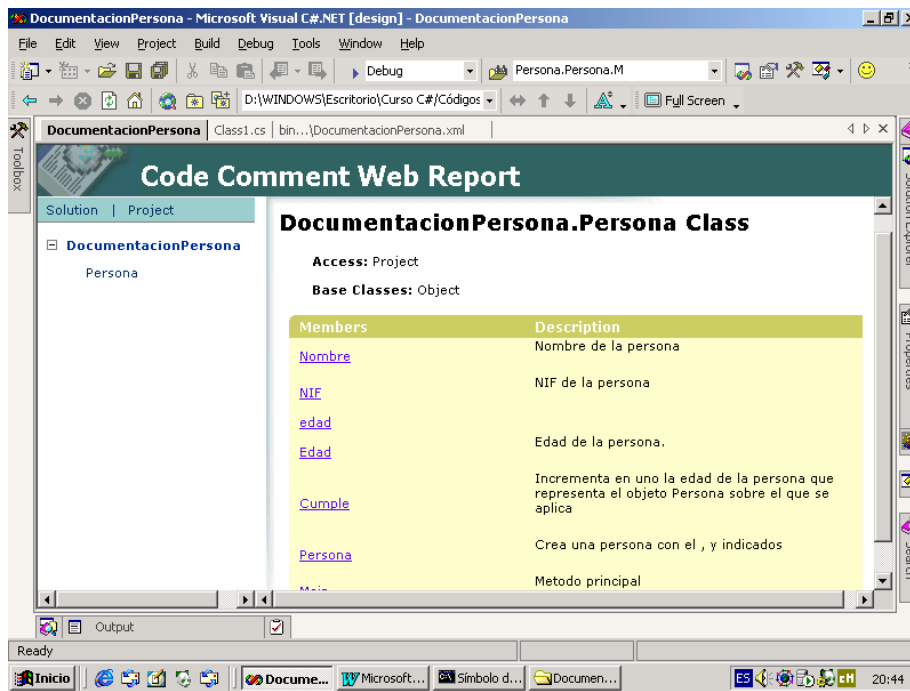 DocumentacionPersona - Microsoft Visual C#.NET [design] - DocumentacionPersona
File Edit View Project Build Debug Tools Window Help
Debug Persona.Persona.M
D:\WINDOWS\Escritorio\Curso C#/Códigos Full Screen
Toolbox
DocumentacionPersona Class1.cs bin...\DocumentacionPersona.xml
Code Comment Web Report
Solution | Project
DocumentacionPersona
Persona
DocumentacionPersona.Persona Class
Access: Project
Base Classes: Object
Members Description
Nombre Nombre de la persona
NIF NIF de la persona
edad
Edad Edad de la persona.
Cumple Incrementa en uno la edad de la persona que
representa el objeto Persona sobre el que se
aplica
Persona Crea una persona con el , y indicados
Main Metodo principal
Solution Explorer
Properties
Search
Output
Ready
Inicio Docume... Microsoft... Símbolo d... Documen... ES 20:44